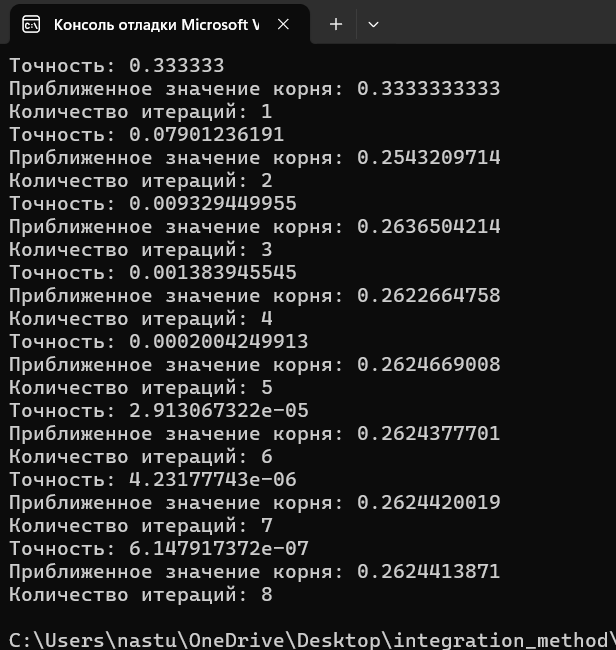 Консоль отладки Microsoft V
Точность: 0.333333
Приближенное значение корня: 0.3333333333
Количество итераций: 1
Точность: 0.07901236191
Приближенное значение корня: 0.2543209714
Количество итераций: 2
Точность: 0.009329449955
Приближенное значение корня: 0.2636504214
Количество итераций: 3
Точность: 0.001383945545
Приближенное значение корня: 0.2622664758
Количество итераций: 4
Точность: 0.0002004249913
Приближенное значение корня: 0.2624669008
Количество итераций: 5
Точность: 2.913067322e-05
Приближенное значение корня: 0.2624377701
Количество итераций: 6
Точность: 4.23177743e-06
Приближенное значение корня: 0.2624420019
Количество итераций: 7
Точность: 6.147917372e-07
Приближенное значение корня: 0.2624413871
Количество итераций: 8
C:\Users\nastu\OneDrive\Desktop\integration_method\